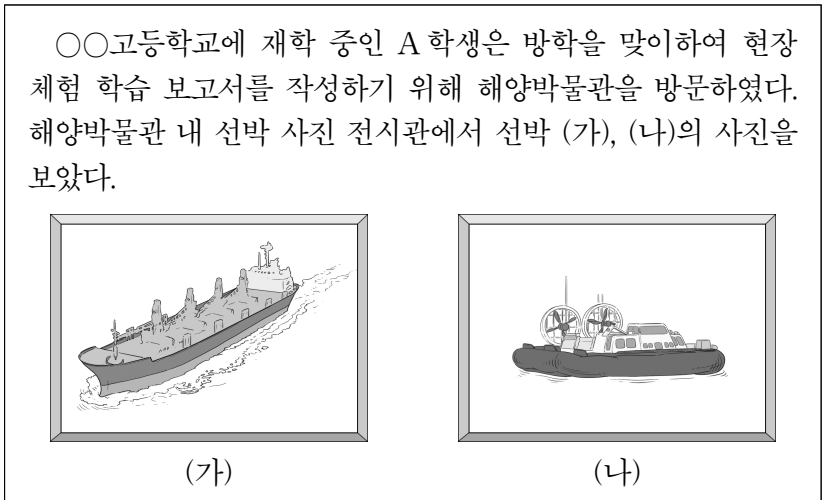 ○○고등학교에 재학 중인 A 학생은 방학을 맞이하여 현장
체험 학습 보고서를 작성하기 위해 해양박물관을 방문하였다.
해양박물관 내 선박 사진 전시관에서 선박 (가), (나)의 사진을
보았다.
(가)
(나)